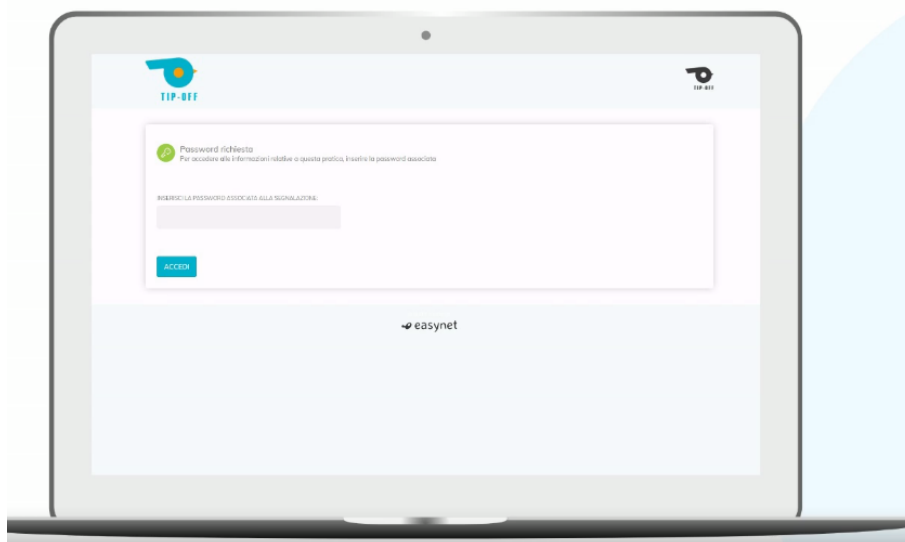 TIP-OFF
TIP-OFF
Password richiesta
Per accedere alle informazioni relative a questa pratica, inserire la password associata
INSERISCI LA PASSWORD ASSOCIATA ALLA SEGNALAZIONE:
ACCEDI
easynet